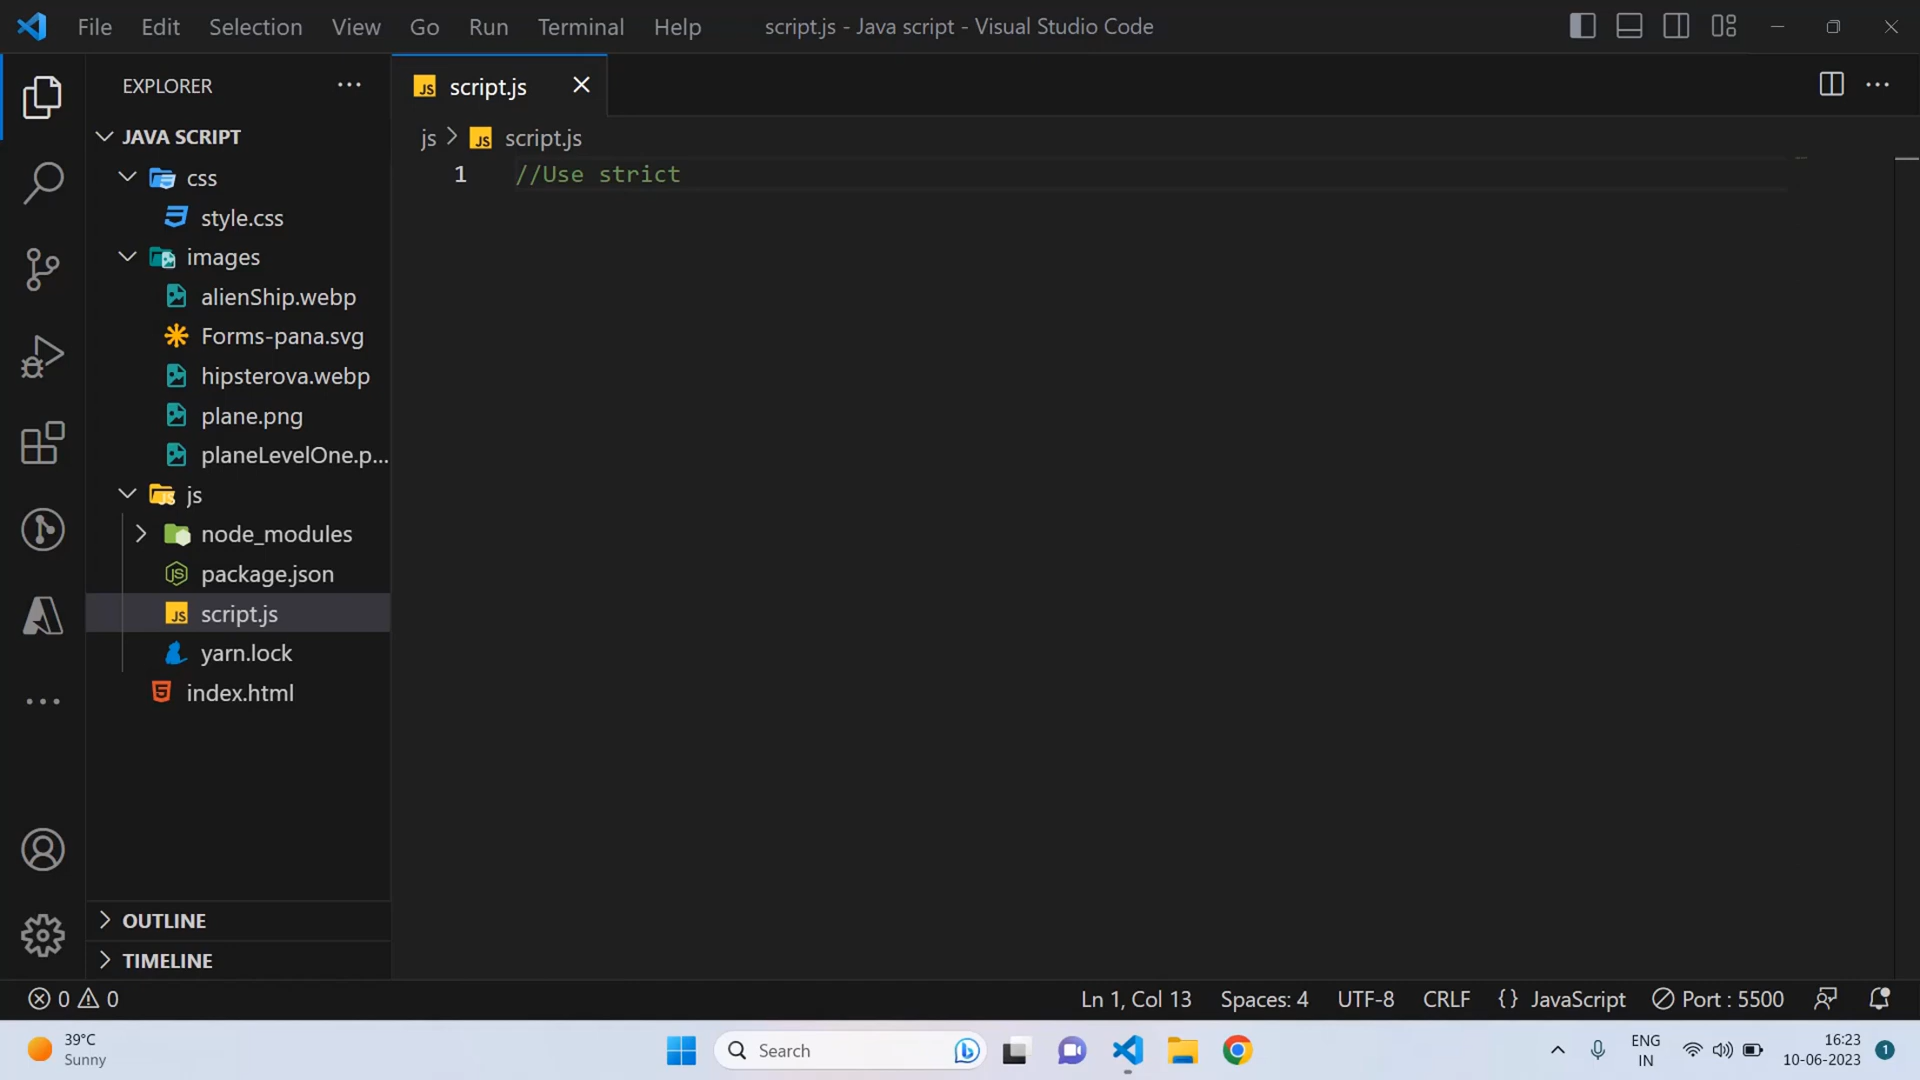 File Edit Selection View Go Run Terminal Help script.js - Java script - Visual Studio Code
EXPLORER
script.js
JAVA SCRIPT
js > script.js
css
1 //Use strict
style.css
images
alienShip.webp
Forms-pana.svg
hipsterova.webp
plane.png
planeLevelOne.p...
js
node_modules
package.json
script.js
yarn.lock
index.html
OUTLINE
TIMELINE
0 0 Ln 1, Col 13 Spaces: 4 UTF-8 CRLF {} JavaScript Port : 5500
39°C
Sunny
Search
ENG
IN
16:23
10-06-2023
1